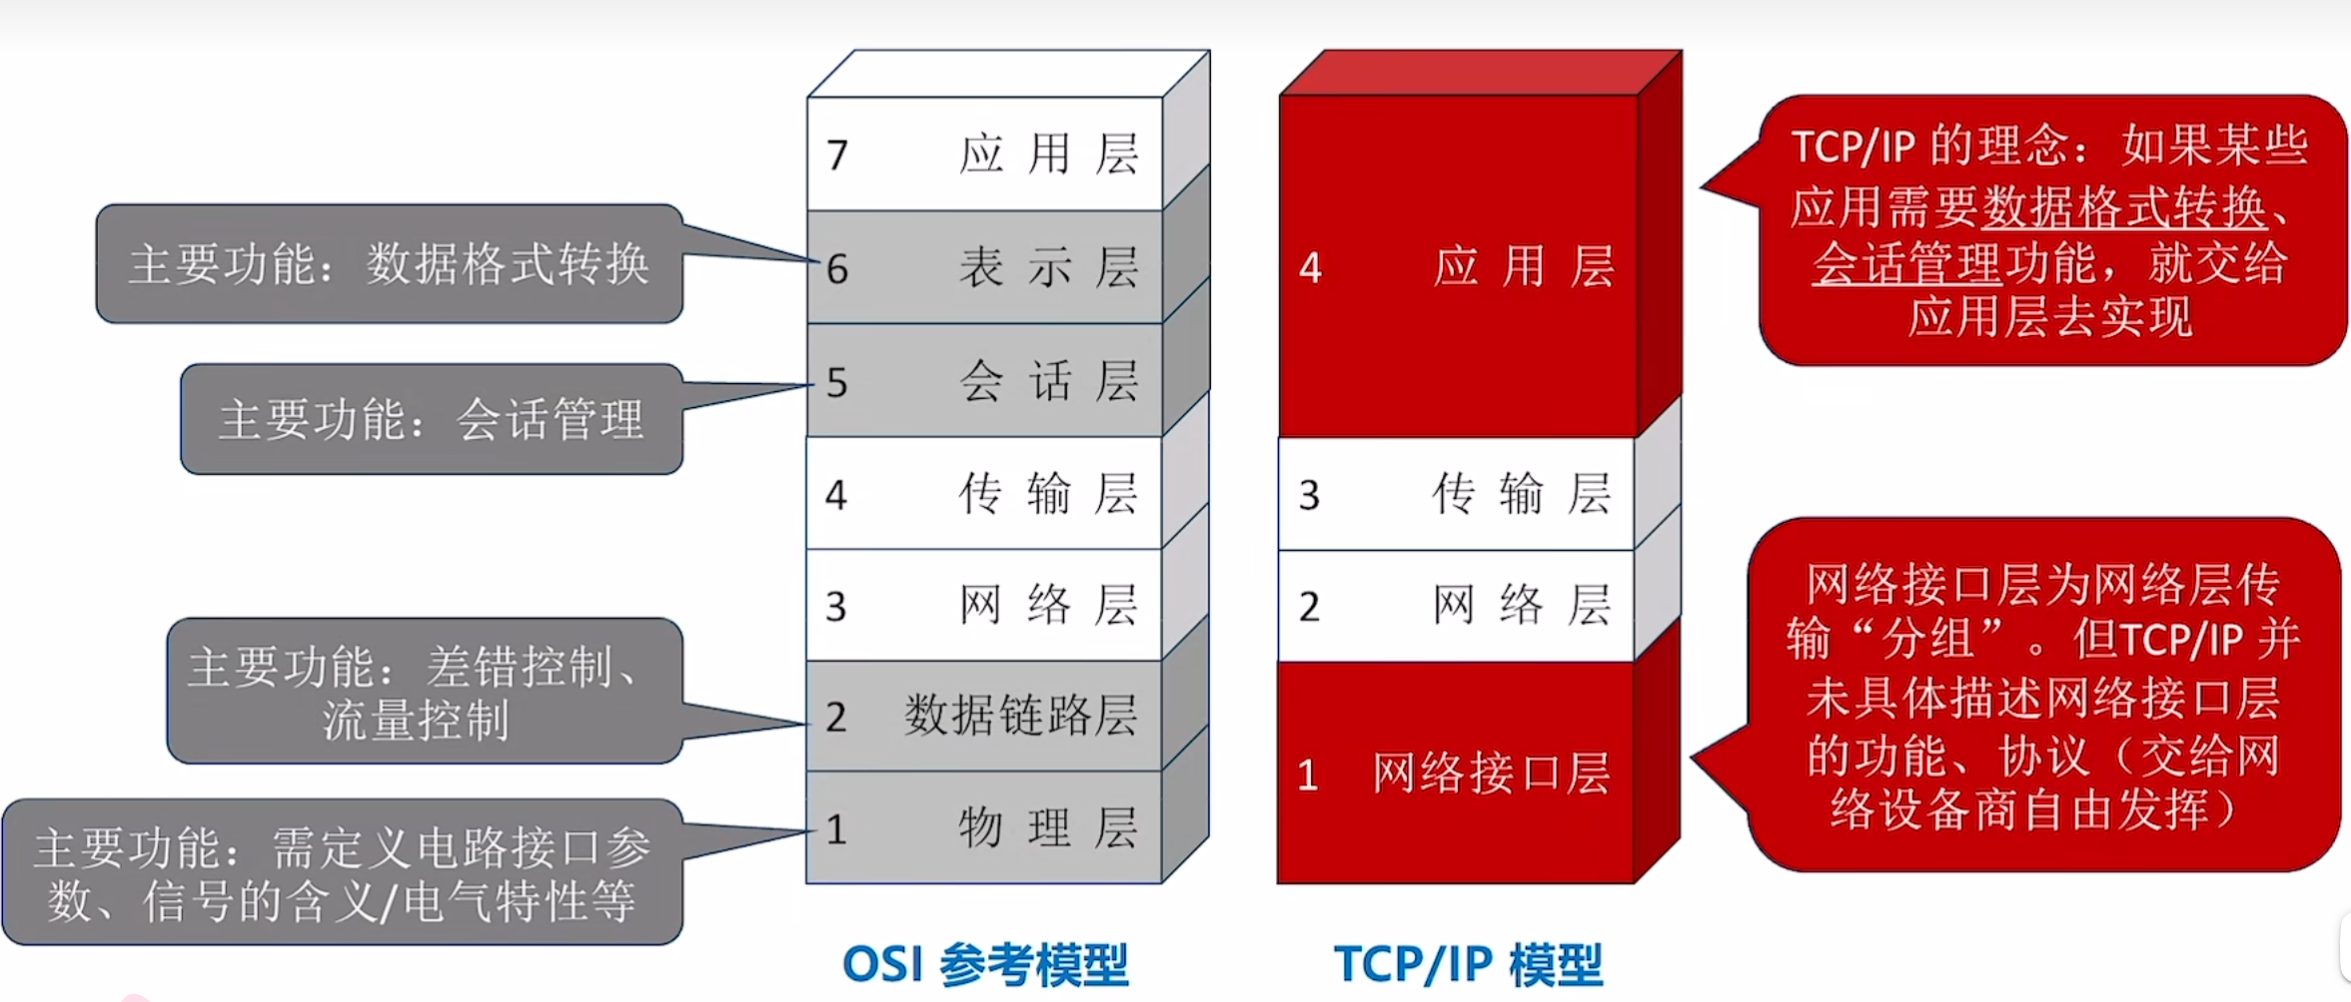 主要功能：数据格式转换
主要功能：会话管理
主要功能：差错控制、
流量控制
主要功能：需定义电路接口参
数、信号的含义/电气特性等
7 应用层
6 表示层
5 会话层
4 传输层
3 网络层
2 数据链路层
1 物理层
OSI 参考模型
4 应用层
3 传输层
2 网络层
1 网络接口层
TCP/IP 模型
TCP/IP 的理念：如果某些
应用需要数据格式转换、
会话管理功能，就交给
应用层去实现
网络接口层为网络层传
输“分组”。但TCP/IP 并
未具体描述网络接口层
的功能、协议（交给网
络设备商自由发挥）